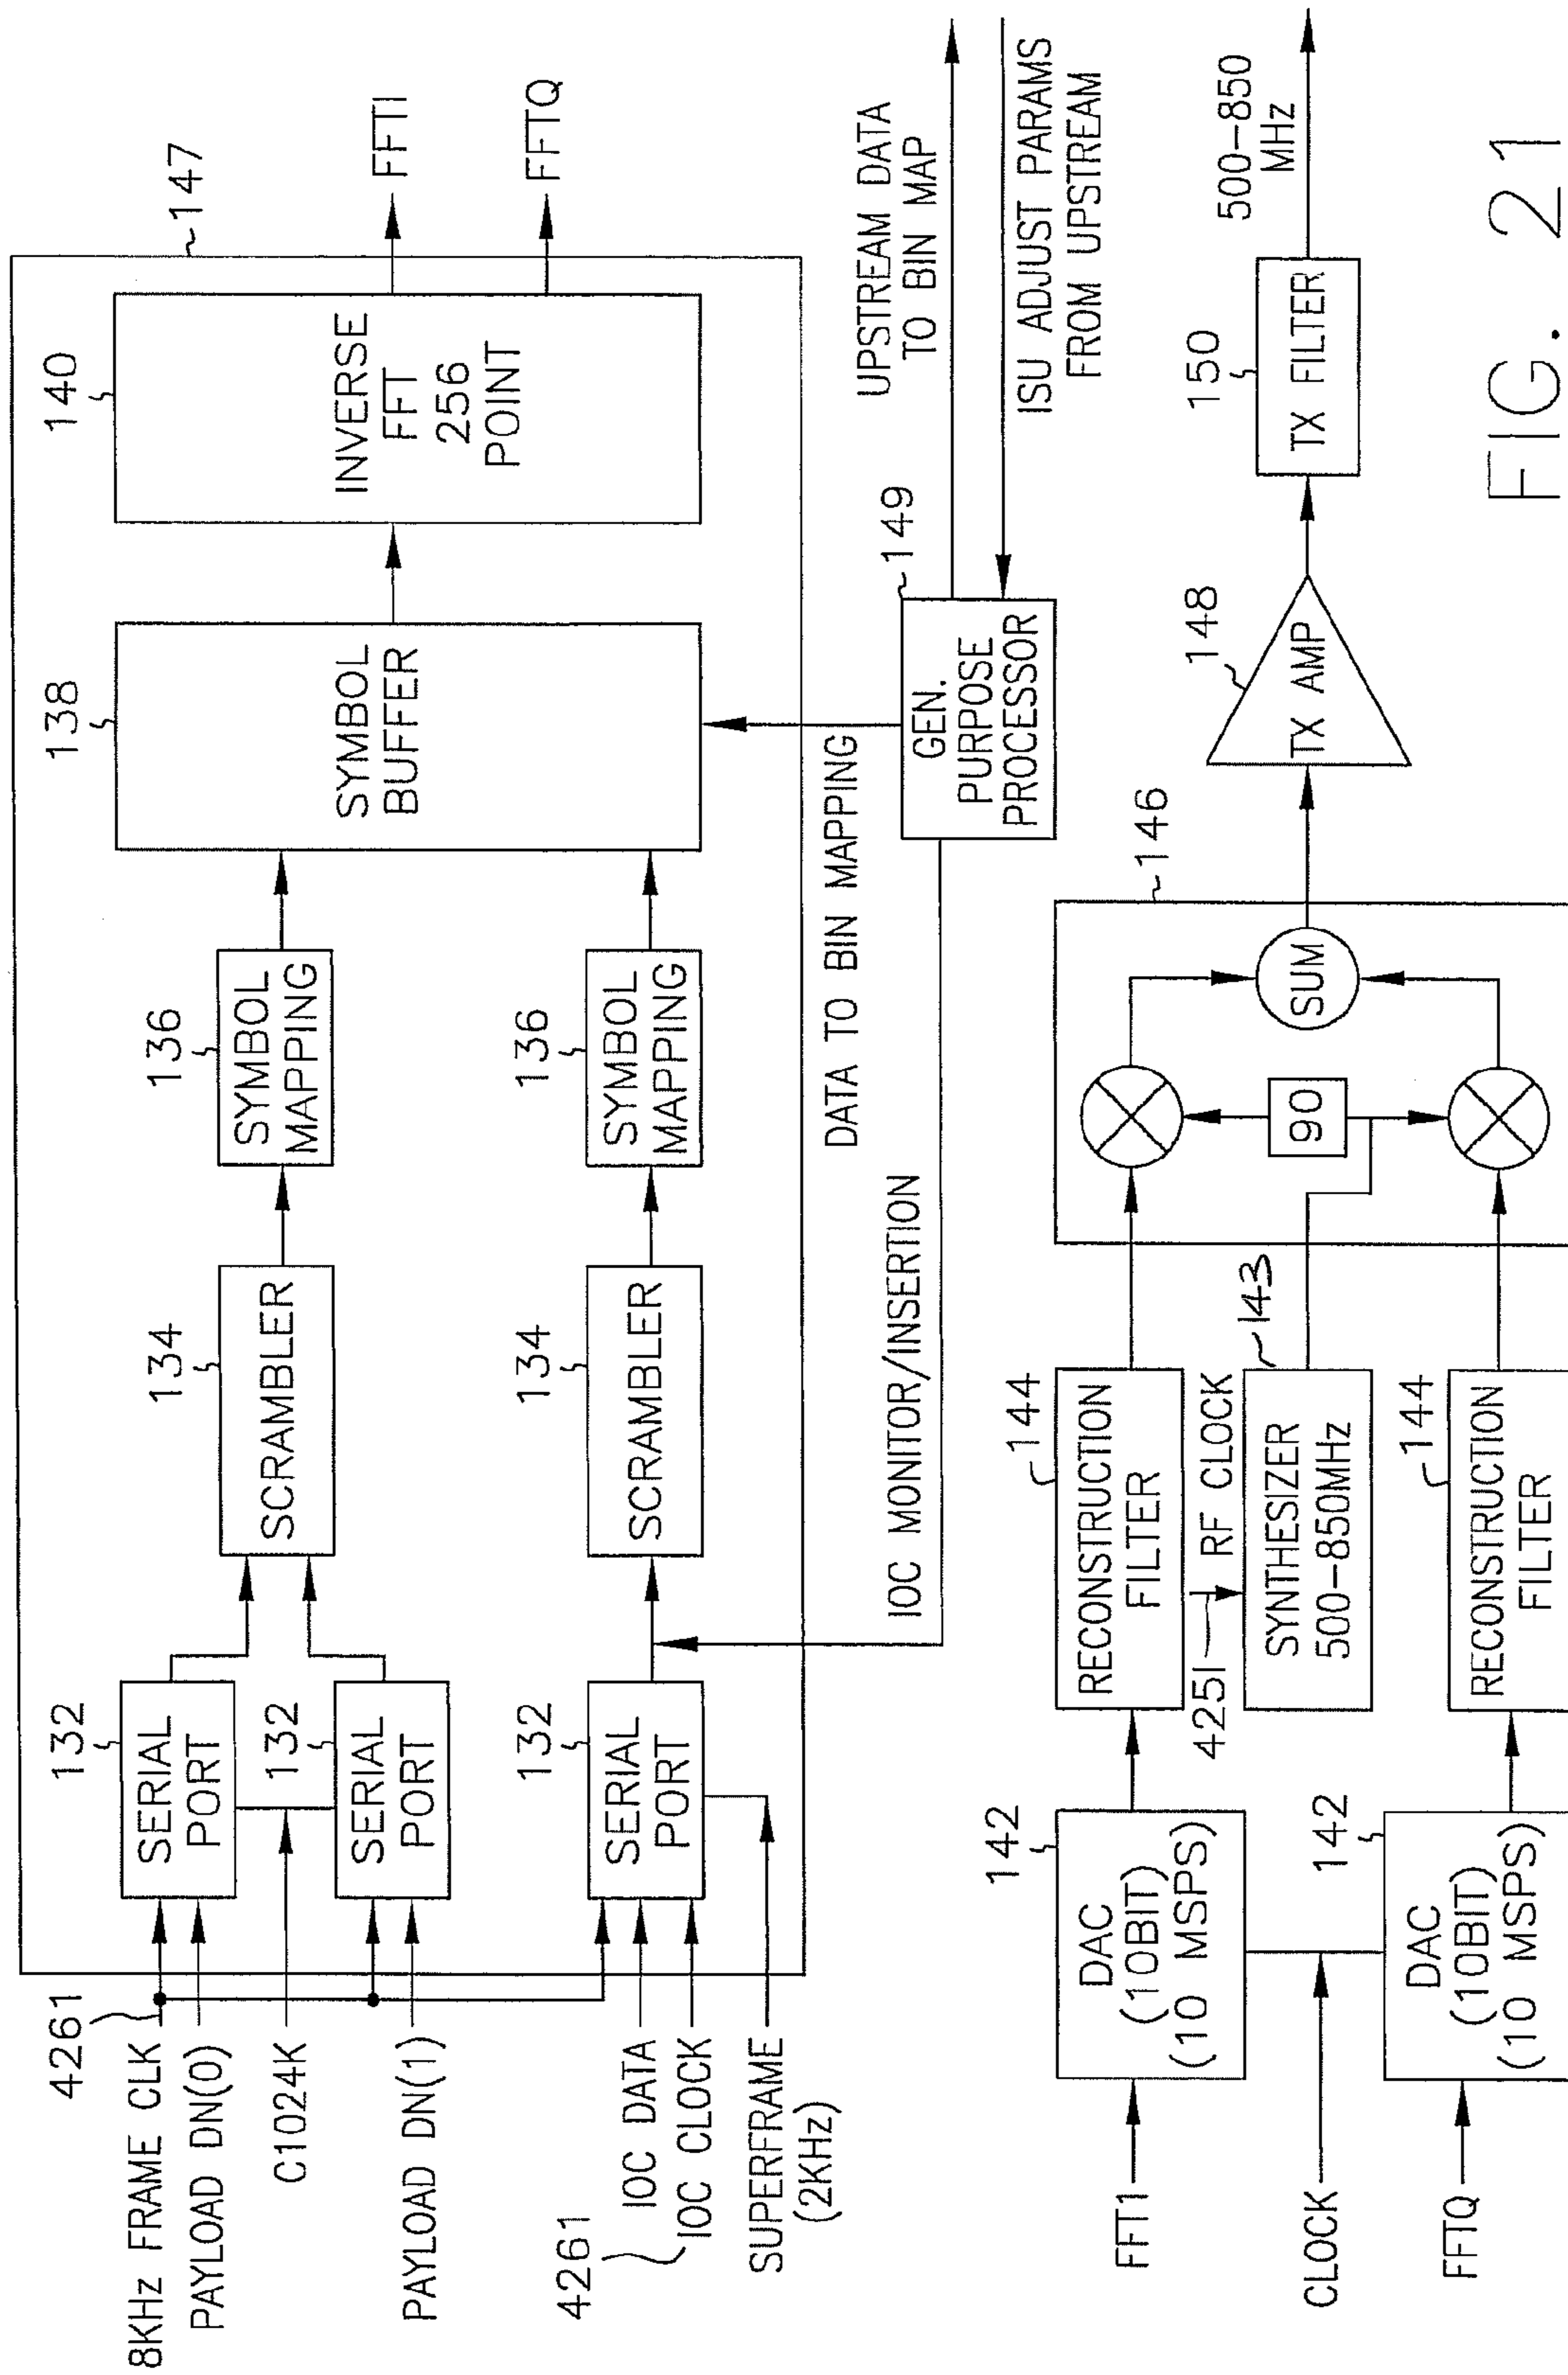 4261
8KHz FRAME CLK
PAYLOAD DN(0)
C1024K
PAYLOAD DN(1)
IOC DATA
4261
IOC CLOCK
SUPERFRAME
(2KHz)
132
SERIAL
PORT
132
SERIAL
PORT
132
SERIAL
PORT
134
SCRAMBLER
134
SCRAMBLER
136
SYMBOL
MAPPING
136
SYMBOL
MAPPING
138
SYMBOL
BUFFER
140
INVERSE
FFT
256
POINT
147
FFTI
FFTQ
IOC MONITOR/INSERTION
DATA TO BIN MAPPING
149
GEN.
PURPOSE
PROCESSOR
UPSTREAM DATA
TO BIN MAP
ISU ADJUST PARAMS
FROM UPSTREAM
FFT1
CLOCK
FFTQ
142
DAC
(10BIT)
(10 MSPS)
142
DAC
(10BIT)
(10 MSPS)
144
RECONSTRUCTION
FILTER
4251
RF CLOCK
143
SYNTHESIZER
500-850MHz
144
RECONSTRUCTION
FILTER
146
90
SUM
148
TX AMP
150
TX FILTER
500-850
MHz
FIG. 21